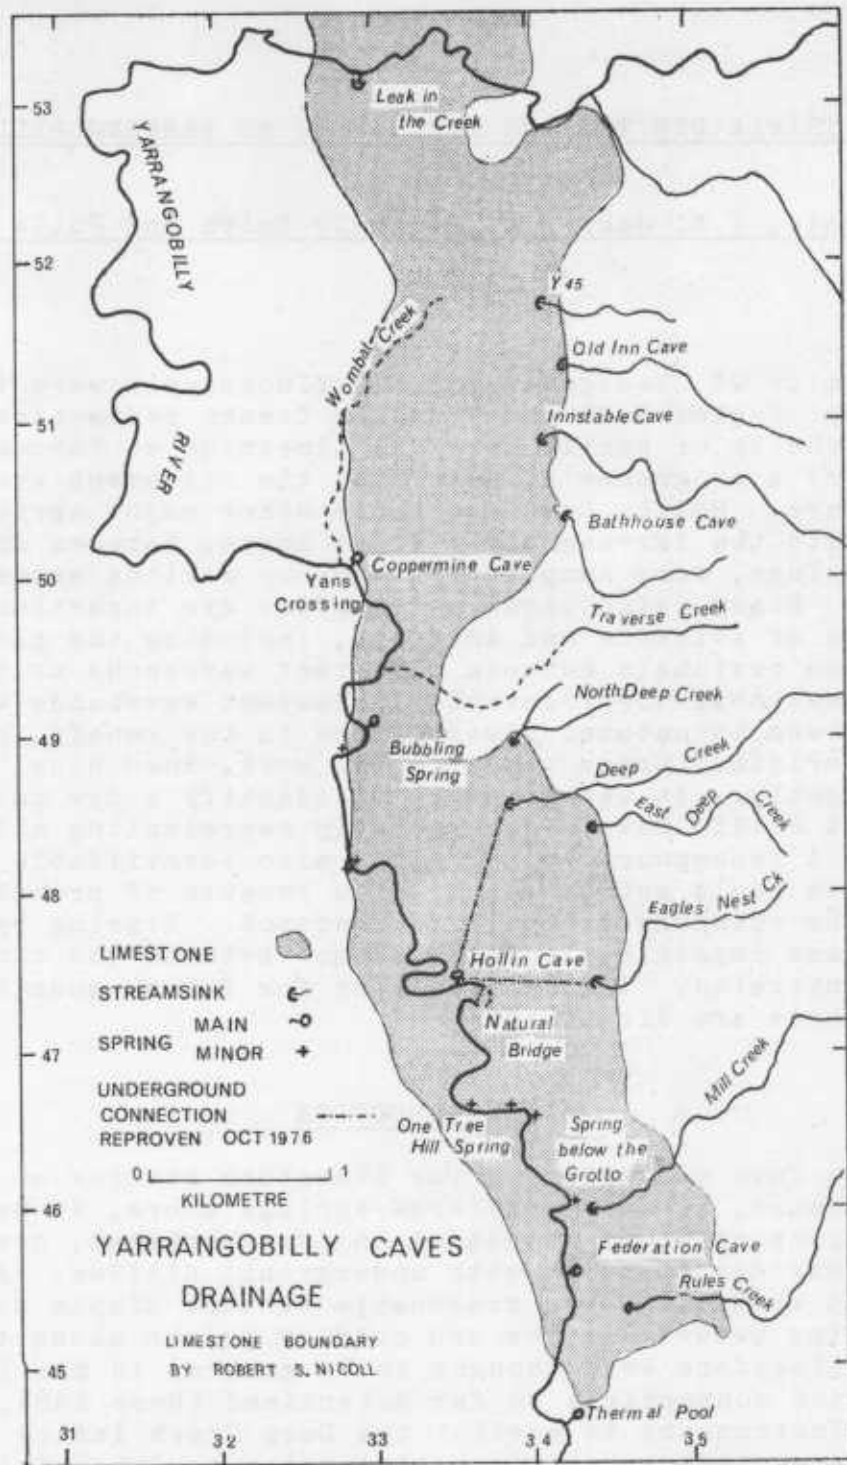 53
Leak in
the Creek
YARRANGOBILLY
52
Y45
Wombat Creek
Old Inn Cave
51
Innstable Cave
RIVER
Bathhouse Cave
50
Coppermine Cave
Yans
Crossing
Traverse Creek
North Deep Creek
49
Bubbling
Spring
Deep Creek
East Deep Creek
48
Eagles Nest Ck
LIMESTONE
Hollin Cave
STREAMSINK
MAIN
SPRING
MINOR
Natural
Bridge
47
Mill Creek
UNDERGROUND
CONNECTION
REPROVEN OCT 1976
One Tree
Hill Spring
Spring
below the
Grotto
0 1
KILOMETRE
46
YARRANGOBILLY CAVES
DRAINAGE
Federation Cave
Rules Creek
LIMESTONE BOUNDARY
BY ROBERT S. NICOLL
45
Thermal Pool
31 32 33 34 35